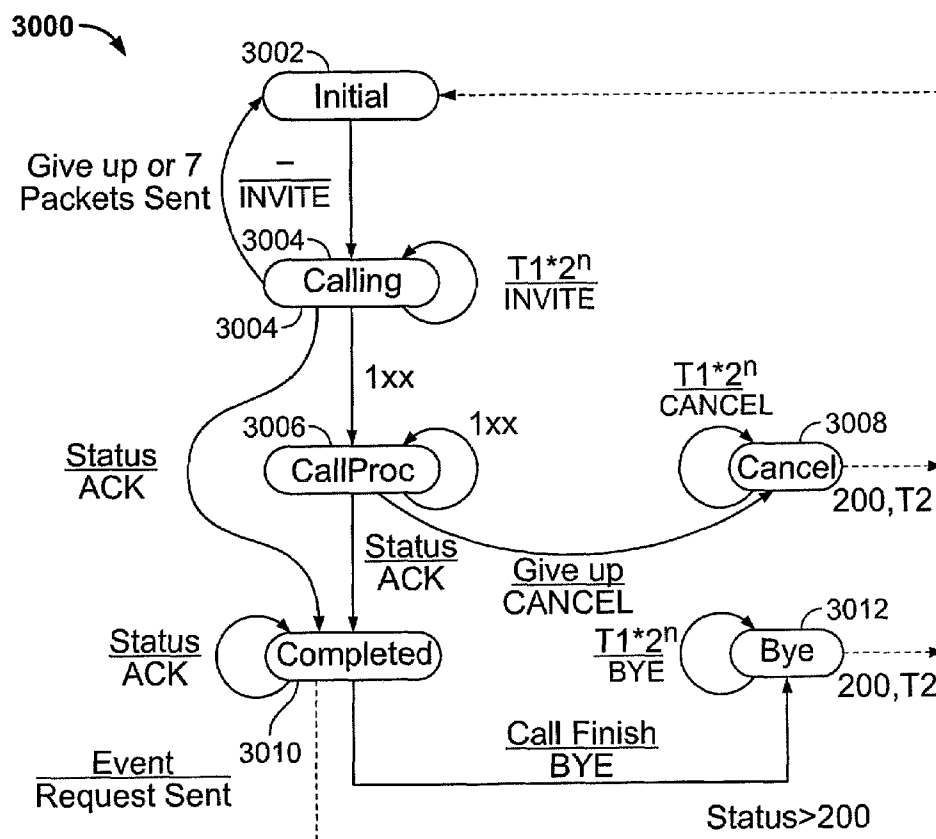 3000
3002
Initial
Give up or 7
Packets Sent
–
INVITE
3004
Calling
3004
T1*2ⁿ
INVITE
1xx
3006
CallProc
1xx
T1*2ⁿ
CANCEL
3008
Cancel
200,T2
Status
ACK
Status
ACK
Give up
CANCEL
Status
ACK
Completed
3010
T1*2ⁿ
BYE
3012
Bye
200,T2
Event
Request Sent
Call Finish
BYE
Status>200